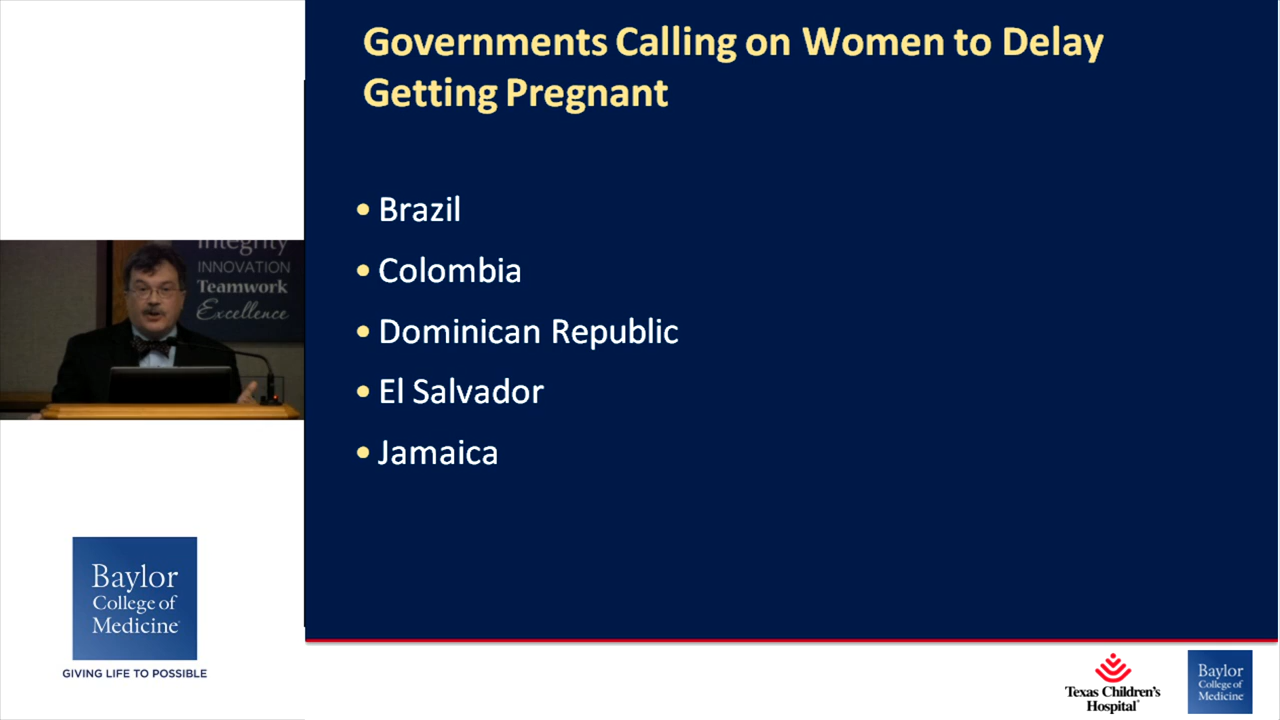 Governments Calling on Women to Delay
Getting Pregnant
• Brazil
• Colombia
• Dominican Republic
• El Salvador
• Jamaica
Integrity
INNOVATION
Teamwork
Excellence
Baylor
College of
Medicine
GIVING LIFE TO POSSIBLE
Texas Children's
Hospital
Baylor
College of
Medicine